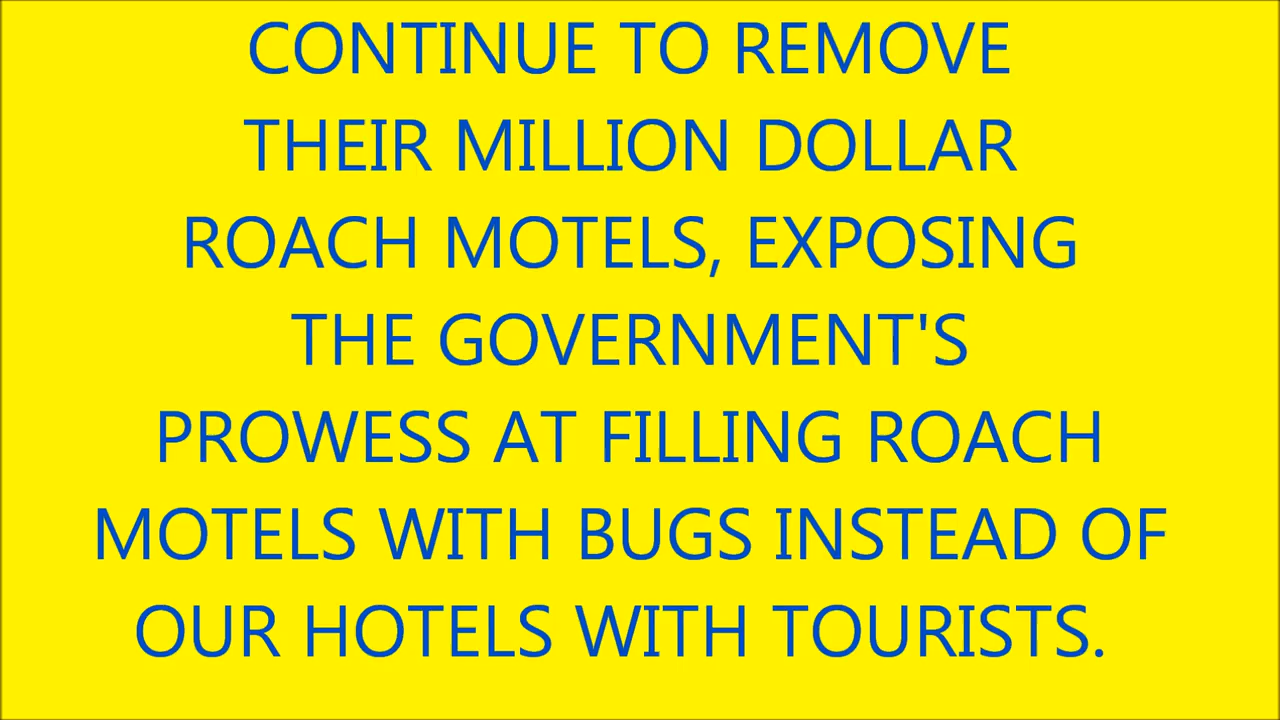 CONTINUE TO REMOVE
THEIR MILLION DOLLAR
ROACH MOTELS, EXPOSING
THE GOVERNMENT'S
PROWESS AT FILLING ROACH
MOTELS WITH BUGS INSTEAD OF
OUR HOTELS WITH TOURISTS.